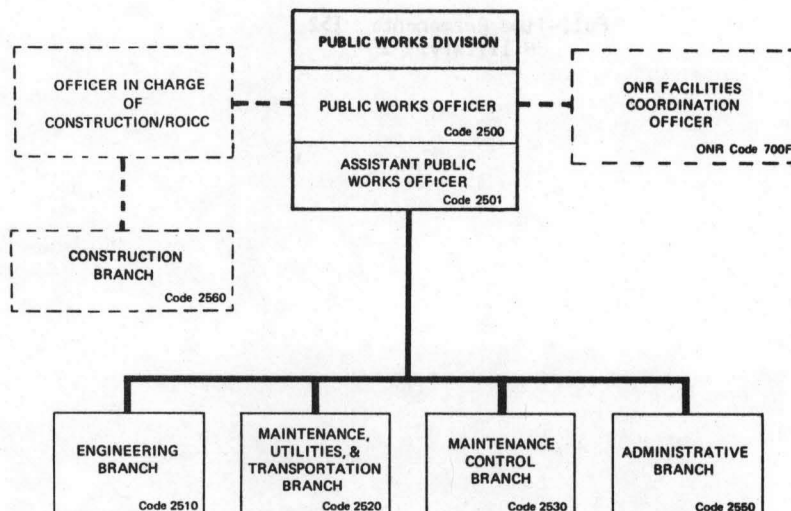 PUBLIC WORKS DIVISION
OFFICER IN CHARGE
OF
CONSTRUCTION/ROICC
PUBLIC WORKS OFFICER
Code 2500
ONR FACILITIES
COORDINATION
OFFICER
ONR Code 700F
ASSISTANT PUBLIC
WORKS OFFICER
Code 2501
CONSTRUCTION
BRANCH
Code 2560
ENGINEERING
BRANCH
Code 2510
MAINTENANCE,
UTILITIES, &
TRANSPORTATION
BRANCH
Code 2520
MAINTENANCE
CONTROL
BRANCH
Code 2530
ADMINISTRATIVE
BRANCH
Code 2550